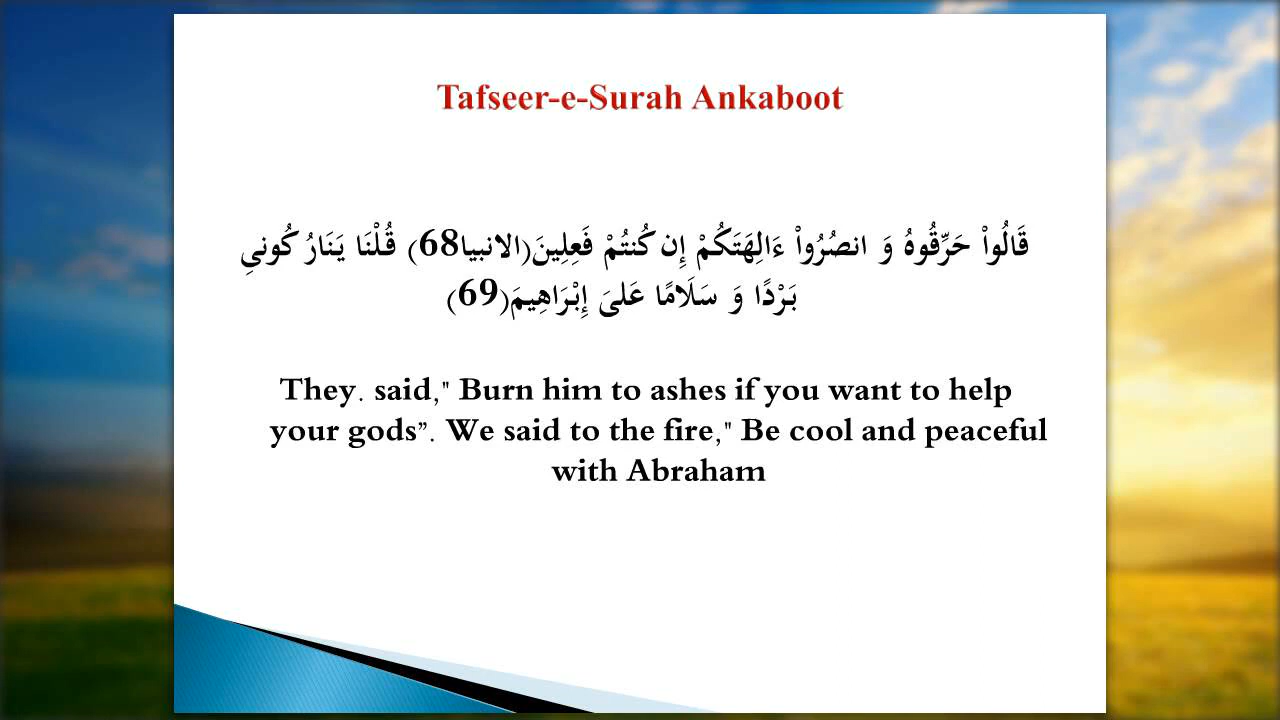 Tafseer-e-Surah Ankaboot
قَالُواْ حَرِّقُوهُ وَ انصُرُواْ ءَالِهَتَكُمْ إِن كُنتُمْ فَعِلِينَ(الانبيا68) قُلْنَا يَنَارُ كُونىِ
بَرْدًا وَ سَلَامًا عَلىَ إِبْرَاهِيمَ(69)
They. said," Burn him to ashes if you want to help
your gods”. We said to the fire," Be cool and peaceful
with Abraham